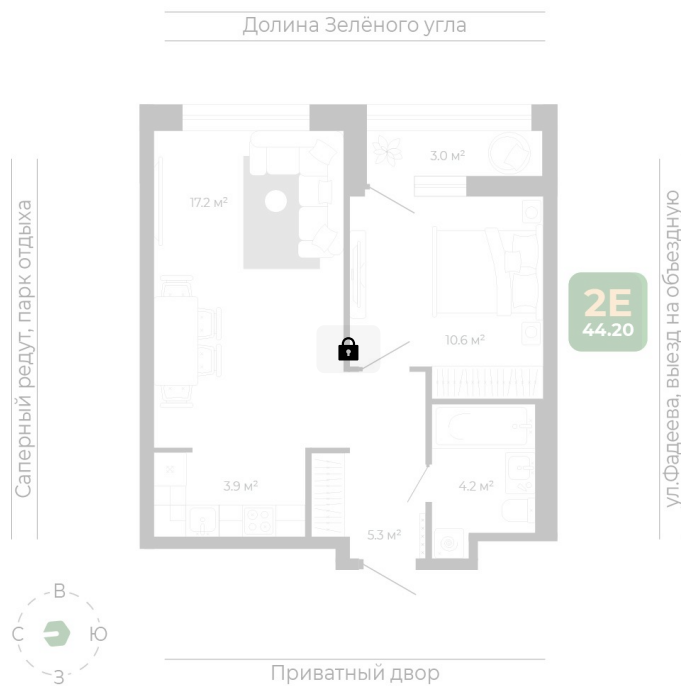 Долина Зелёного угла
3.0 м²
17.2 м²
Саперный редут, парк отдыха
ул.Фадеева, выезд на объездную
2Е
44.20
10.6 м²
3.9 м²
4.2 м²
5.3 м²
В
С
Ю
З
Приватный двор